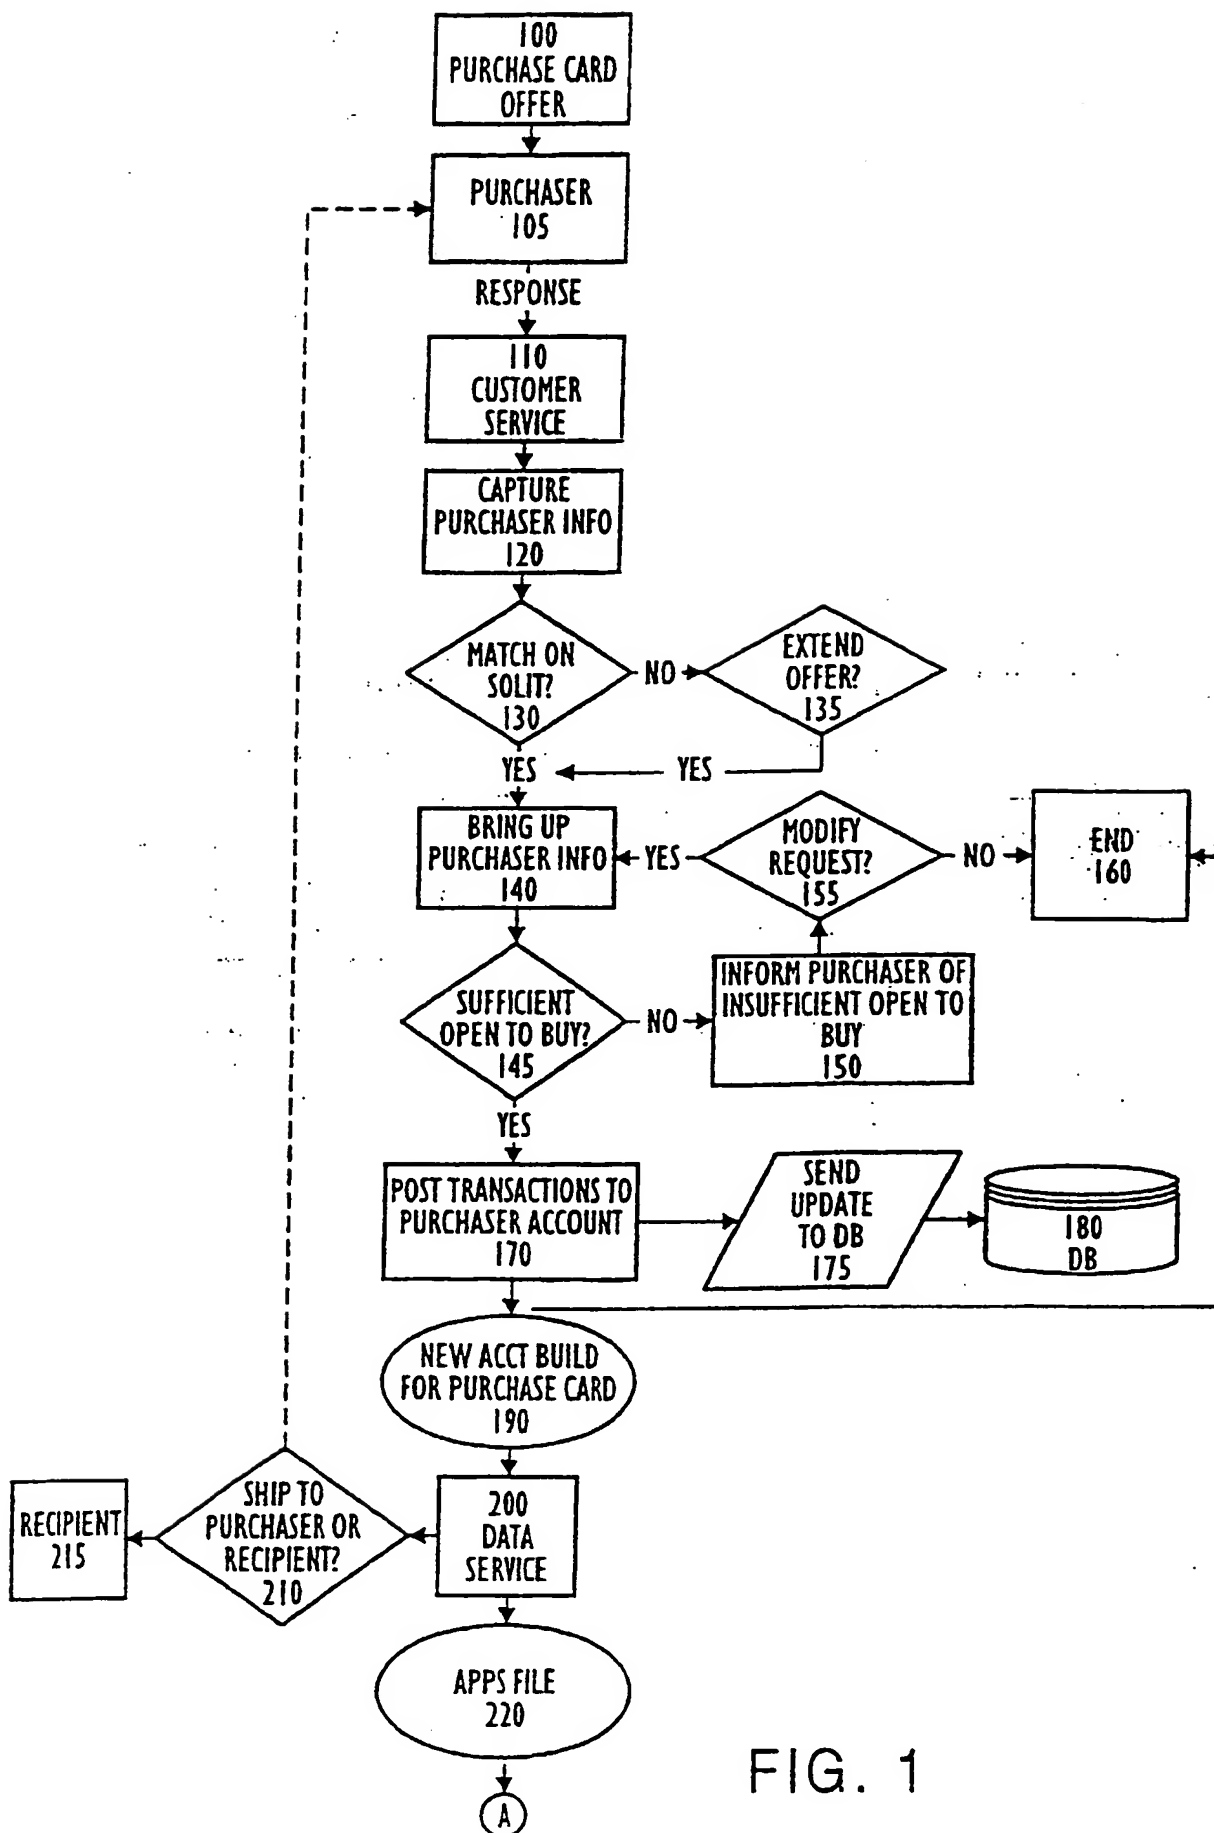 100
PURCHASE CARD
OFFER
PURCHASER
105
RESPONSE
110
CUSTOMER
SERVICE
CAPTURE
PURCHASER INFO
120
MATCH ON
SOLIT?
130
NO
EXTEND
OFFER?
135
YES
YES
BRING UP
PURCHASER INFO
140
YES
MODIFY
REQUEST?
155
NO
END
160
SUFFICIENT
OPEN TO BUY?
145
NO
INFORM PURCHASER OF
INSUFFICIENT OPEN TO
BUY
150
YES
POST TRANSACTIONS TO
PURCHASER ACCOUNT
170
SEND
UPDATE
TO DB
175
180
DB
NEW ACCT BUILD
FOR PURCHASE CARD
190
RECIPIENT
215
SHIP TO
PURCHASER OR
RECIPIENT?
210
200
DATA
SERVICE
APPS FILE
220
A
FIG. 1